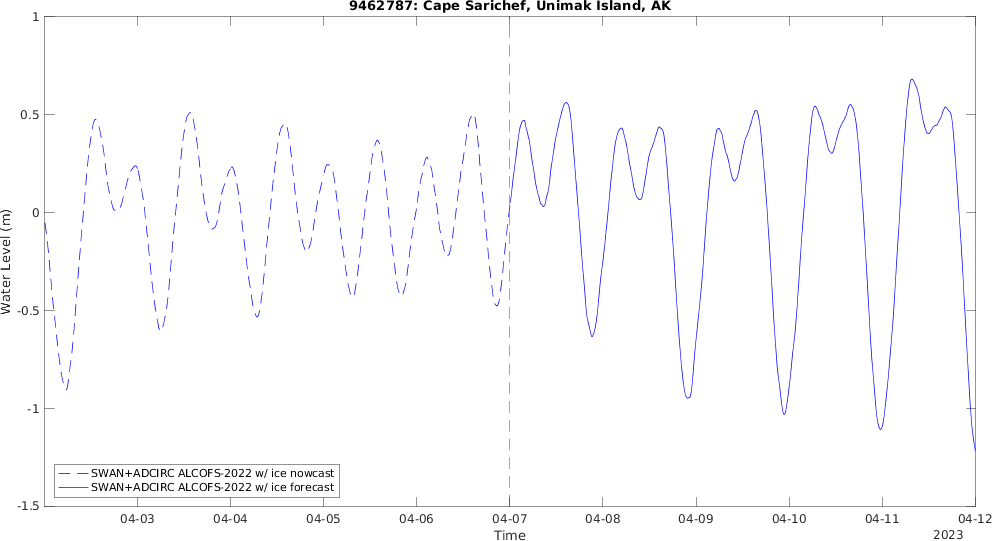 9462787: Cape Sarichef, Unimak Island, AK
1
0.5
0
-0.5
-1
-1.5
Water Level (m)
SWAN+ADCIRC ALCOFS-2022 w/ ice nowcast
SWAN+ADCIRC ALCOFS-2022 w/ ice forecast
04-03 04-04 04-05 04-06 04-07 04-08 04-09 04-10 04-11 04-12
Time
2023